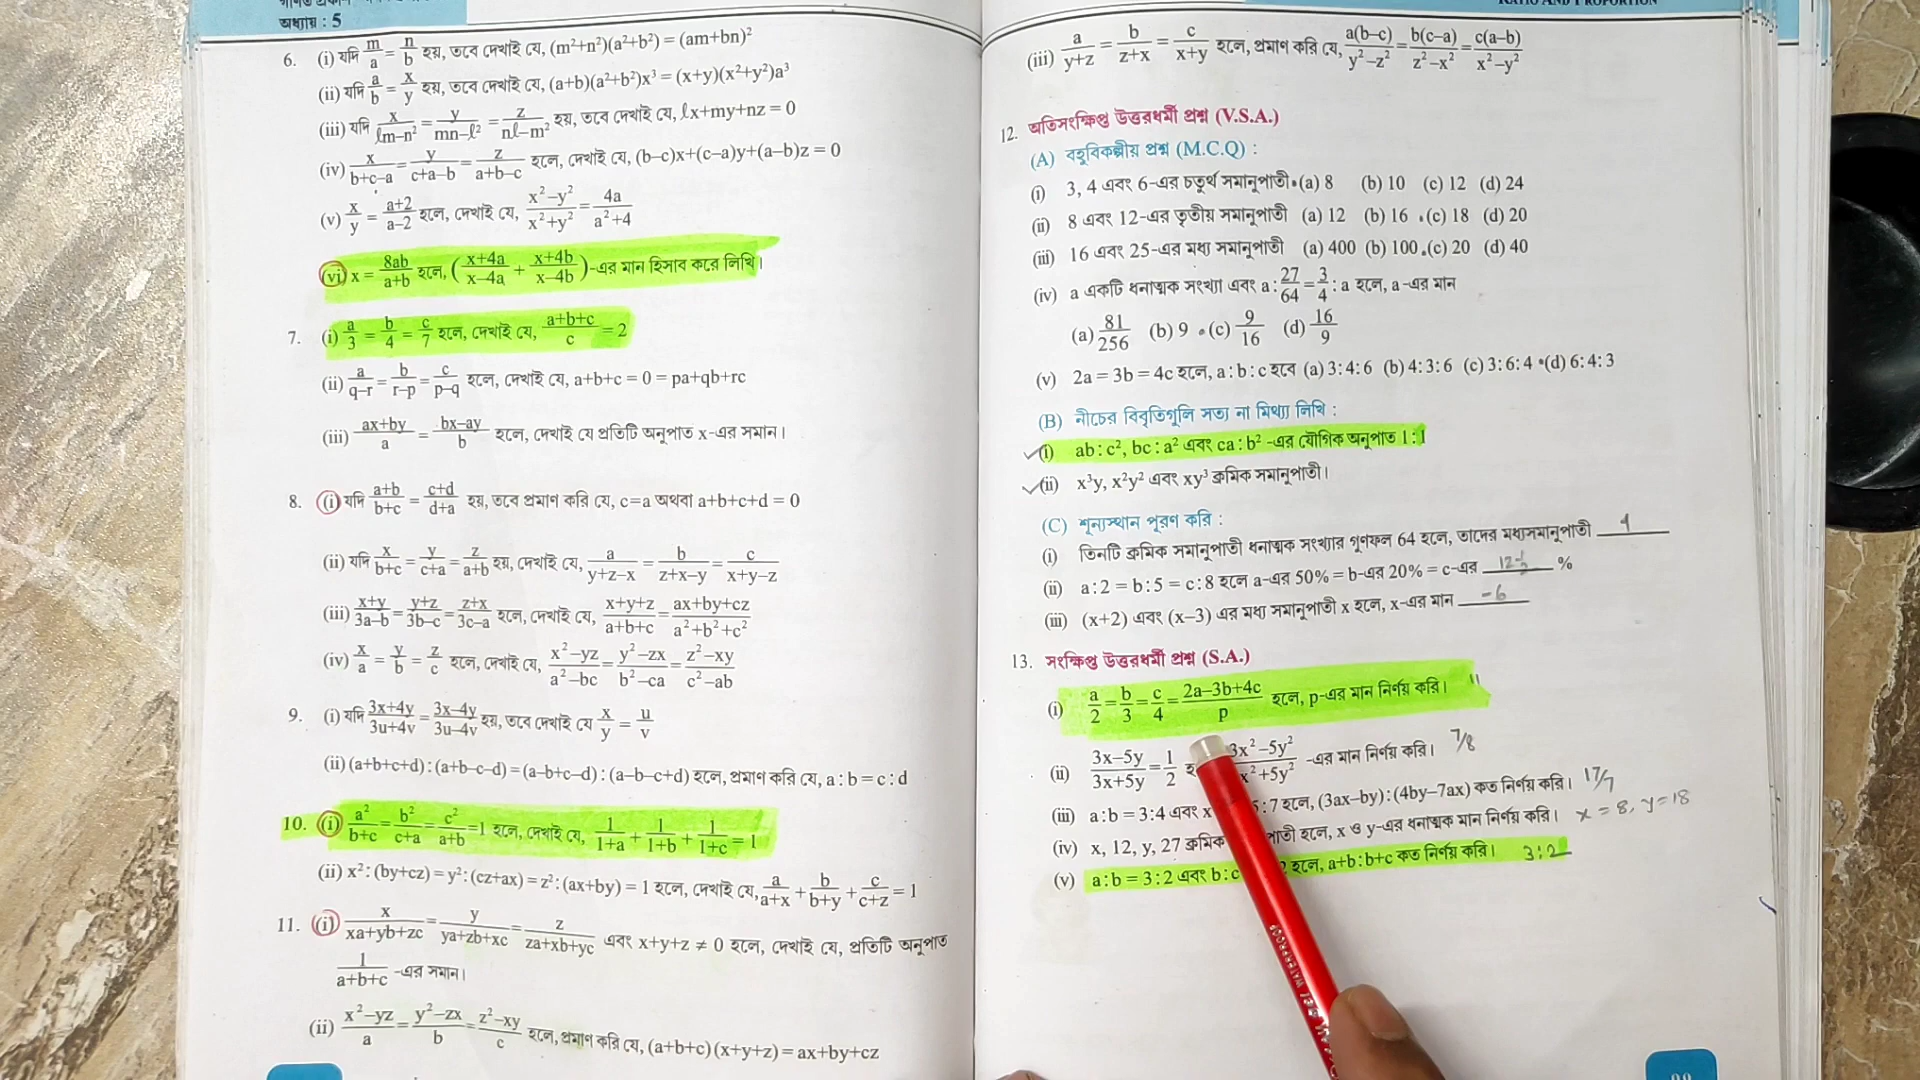 অধ্যায় : 5
6. (i) যদি m/a = n/b হয়, তবে দেখাই যে, (m²+n²)(a²+b²) = (am+bn)²
(ii) যদি a/b = x/y হয়, তবে দেখাই যে, (a+b)(a²+b²)x³ = (x+y)(x²+y²)a³
(iii) যদি x/(ℓm–n²) = y/(mn–ℓ²) = z/(nℓ–m²) হয়, তবে দেখাই যে, ℓx+my+nz = 0
(iv) x/(b+c–a) = y/(c+a–b) = z/(a+b–c) হলে, দেখাই যে, (b–c)x+(c–a)y+(a–b)z = 0
(v) x/y = (a+2)/(a–2) হলে, দেখাই যে, (x²–y²)/(x²+y²) = 4a/(a²+4)
(vi) x = 8ab/(a+b) হলে, ((x+4a)/(x–4a) + (x+4b)/(x–4b))-এর মান হিসাব করে লিখি।
7. (i) a/3 = b/4 = c/7 হলে, দেখাই যে, (a+b+c)/c = 2
(ii) a/(q–r) = b/(r–p) = c/(p–q) হলে, দেখাই যে, a+b+c = 0 = pa+qb+rc
(iii) (ax+by)/a = (bx–ay)/b হলে, দেখাই যে প্রতিটি অনুপাত x-এর সমান।
8. (i) যদি (a+b)/(b+c) = (c+d)/(d+a) হয়, তবে প্রমাণ করি যে, c=a অথবা a+b+c+d = 0
(ii) যদি x/(b+c) = y/(c+a) = z/(a+b) হয়, দেখাই যে, a/(y+z–x) = b/(z+x–y) = c/(x+y–z)
(iii) (x+y)/(3a–b) = (y+z)/(3b–c) = (z+x)/(3c–a) হলে, দেখাই যে, (x+y+z)/(a+b+c) = (ax+by+cz)/(a²+b²+c²)
(iv) x/a = y/b = z/c হলে, দেখাই যে, (x²–yz)/(a²–bc) = (y²–zx)/(b²–ca) = (z²–xy)/(c²–ab)
9. (i) যদি (3x+4y)/(3u+4v) = (3x–4y)/(3u–4v) হয়, তবে দেখাই যে x/y = u/v
(ii) (a+b+c+d) : (a+b–c–d) = (a–b+c–d) : (a–b–c+d) হলে, প্রমাণ করি যে, a : b = c : d
10. (i) a²/(b+c) = b²/(c+a) = c²/(a+b) = 1 হলে, দেখাই যে, 1/(1+a) + 1/(1+b) + 1/(1+c) = 1
(ii) x² : (by+cz) = y² : (cz+ax) = z² : (ax+by) = 1 হলে, দেখাই যে, a/(a+x) + b/(b+y) + c/(c+z) = 1
11. (i) x/(xa+yb+zc) = y/(ya+zb+xc) = z/(za+xb+yc) এবং x+y+z ≠ 0 হলে, দেখাই যে, প্রতিটি অনুপাত
1/(a+b+c) -এর সমান।
(ii) (x²–yz)/a = (y²–zx)/b = (z²–xy)/c হলে, প্রমাণ করি যে, (a+b+c)(x+y+z) = ax+by+cz
RATIO AND PROPORTION
(iii) a/(y+z) = b/(z+x) = c/(x+y) হলে, প্রমাণ করি যে, a(b–c)/(y²–z²) = b(c–a)/(z²–x²) = c(a–b)/(x²–y²)
12. অতিসংক্ষিপ্ত উত্তরধর্মী প্রশ্ন (V.S.A.)
(A) বহুবিকল্পীয় প্রশ্ন (M.C.Q) :
(i) 3, 4 এবং 6-এর চতুর্থ সমানুপাতী (a) 8 (b) 10 (c) 12 (d) 24
(ii) 8 এবং 12-এর তৃতীয় সমানুপাতী (a) 12 (b) 16 (c) 18 (d) 20
(iii) 16 এবং 25-এর মধ্য সমানুপাতী (a) 400 (b) 100 (c) 20 (d) 40
(iv) a একটি ধনাত্মক সংখ্যা এবং a : 27/64 = 3/4 : a হলে, a-এর মান
(a) 81/256 (b) 9 (c) 9/16 (d) 16/9
(v) 2a = 3b = 4c হলে, a : b : c হবে (a) 3 : 4 : 6 (b) 4 : 3 : 6 (c) 3 : 6 : 4 (d) 6 : 4 : 3
(B) নীচের বিবৃতিগুলি সত্য না মিথ্যা লিখি :
(i) ab : c², bc : a² এবং ca : b² -এর যৌগিক অনুপাত 1 : 1
(ii) x³y, x²y² এবং xy³ ক্রমিক সমানুপাতী।
(C) শূন্যস্থান পূরণ করি :
(i) তিনটি ক্রমিক সমানুপাতী ধনাত্মক সংখ্যার গুণফল 64 হলে, তাদের মধ্যসমানুপাতী 4
(ii) a : 2 = b : 5 = c : 8 হলে a-এর 50% = b-এর 20% = c-এর 12½ %
(iii) (x+2) এবং (x–3) এর মধ্য সমানুপাতী x হলে, x-এর মান -6
13. সংক্ষিপ্ত উত্তরধর্মী প্রশ্ন (S.A.)
(i) a/2 = b/3 = c/4 = (2a–3b+4c)/p হলে, p-এর মান নির্ণয় করি। 11
(ii) (3x–5y)/(3x+5y) = 1/2 3x²–5y² x²+5y² -এর মান নির্ণয় করি। 7/8
(iii) a : b = 3 : 4 এবং x 5 : 7 হলে, (3ax–by) : (4by–7ax) কত নির্ণয় করি। 17/7
(iv) x, 12, y, 27 ক্রমিক হলে, x ও y-এর ধনাত্মক মান নির্ণয় করি। x = 8, y = 18
(v) a : b = 3 : 2 এবং b : c 2 হলে, a+b : b+c কত নির্ণয় করি। 3:2